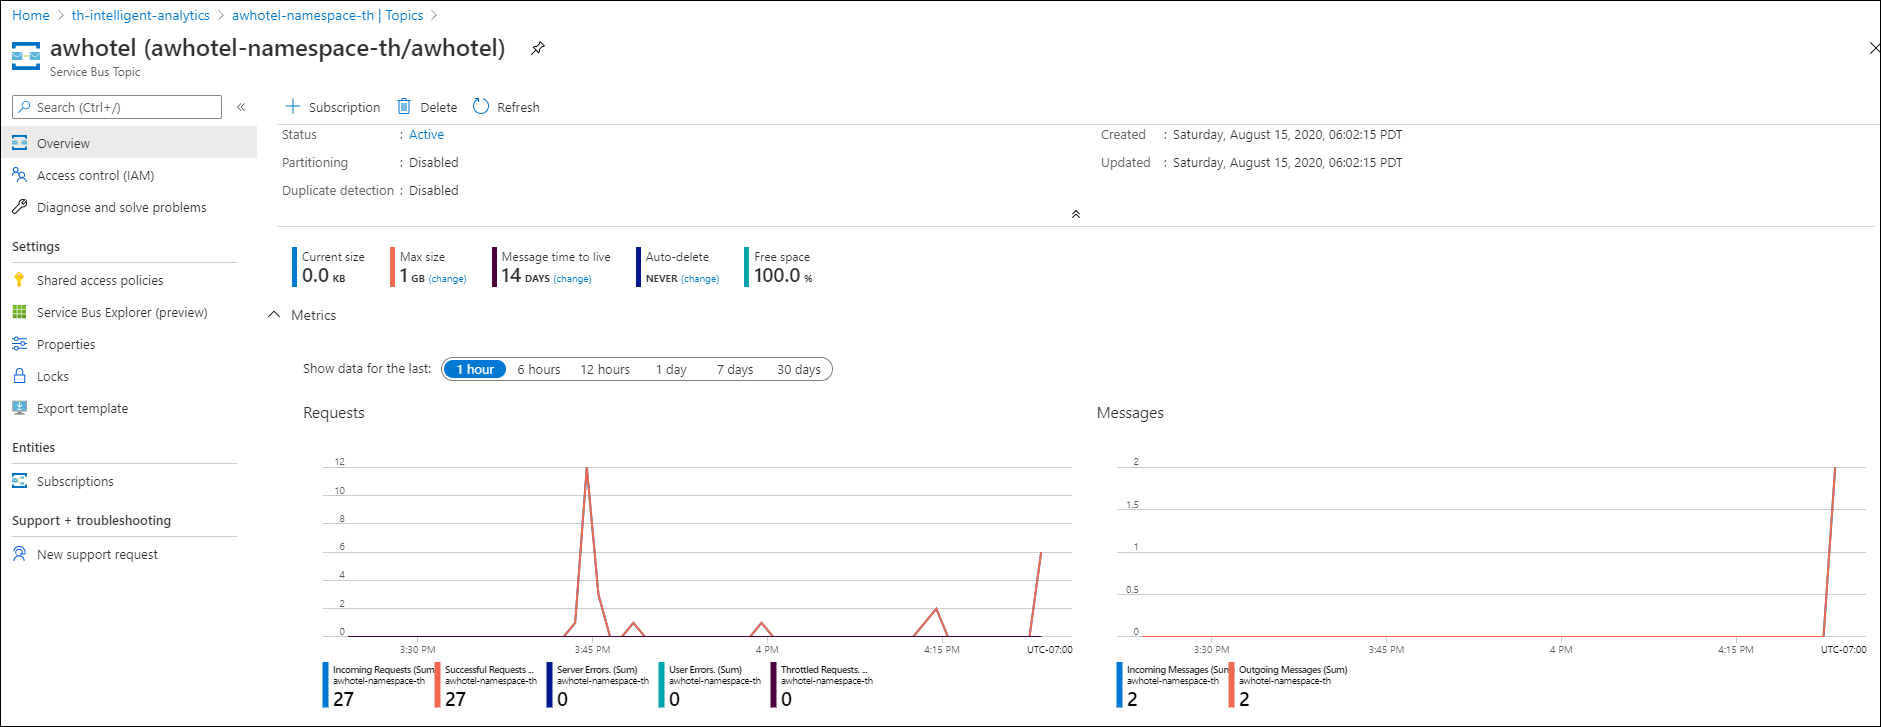 Home > th-intelligent-analytics > awhotel-namespace-th | Topics >
awhotel (awhotel-namespace-th/awhotel)
Service Bus Topic
Search (Ctrl+/)
«
Overview
Access control (IAM)
Diagnose and solve problems
Settings
Shared access policies
Service Bus Explorer (preview)
Properties
Locks
Export template
Entities
Subscriptions
Support + troubleshooting
New support request
Subscription Delete Refresh
Status : Active
Partitioning : Disabled
Duplicate detection : Disabled
Created : Saturday, August 15, 2020, 06:02:15 PDT
Updated : Saturday, August 15, 2020, 06:02:15 PDT
Current size
0.0 KB
Max size
1 GB (change)
Message time to live
14 DAYS (change)
Auto-delete
NEVER (change)
Free space
100.0 %
Metrics
Show data for the last: 1 hour 6 hours 12 hours 1 day 7 days 30 days
Requests
12
10
8
6
4
2
0
3:30 PM 3:45 PM 4 PM 4:15 PM UTC-07:00
Incoming Requests (Sum
awhotel-namespace-th
27
Successful Requests ...
awhotel-namespace-th
27
Server Errors. (Sum)
awhotel-namespace-th
0
User Errors. (Sum)
awhotel-namespace-th
0
Throttled Requests. ...
awhotel-namespace-th
0
Messages
2
1.5
1
0.5
0
3:30 PM 3:45 PM 4 PM 4:15 PM UTC-07:00
Incoming Messages (Sum
awhotel-namespace-th
2
Outgoing Messages (Sum)
awhotel-namespace-th
2